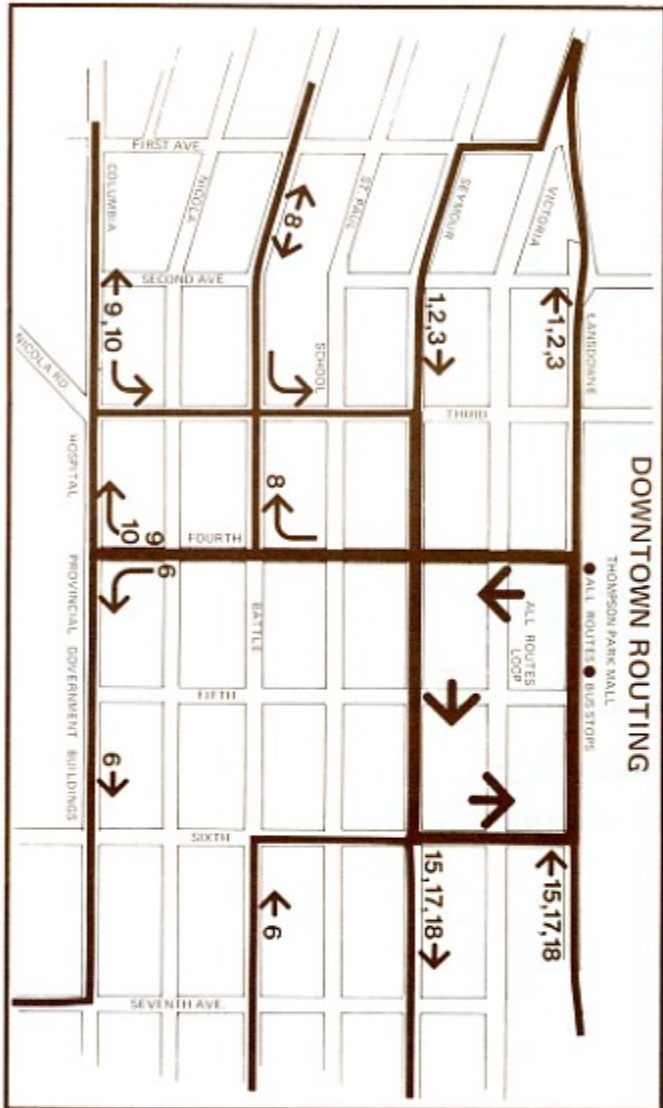 DOWNTOWN ROUTING
THOMPSON PARK MALL
● ALL ROUTES ● BUS STOPS
LANSDOWNE
VICTORIA
1,2,3
15,17,18
ALL ROUTES
LOOP
SEYMOUR
1,2,3
THIRD
15,17,18
ST. PAUL
SCHOOL
8
8
BATTLE
6
NICOLA
FIRST AVE.
SECOND AVE.
FOURTH
FIFTH
SIXTH
SEVENTH AVE.
COLUMBIA
9,10
10
9
6
6
NICOLA RD
HOSPITAL
PROVINCIAL GOVERNMENT BUILDINGS